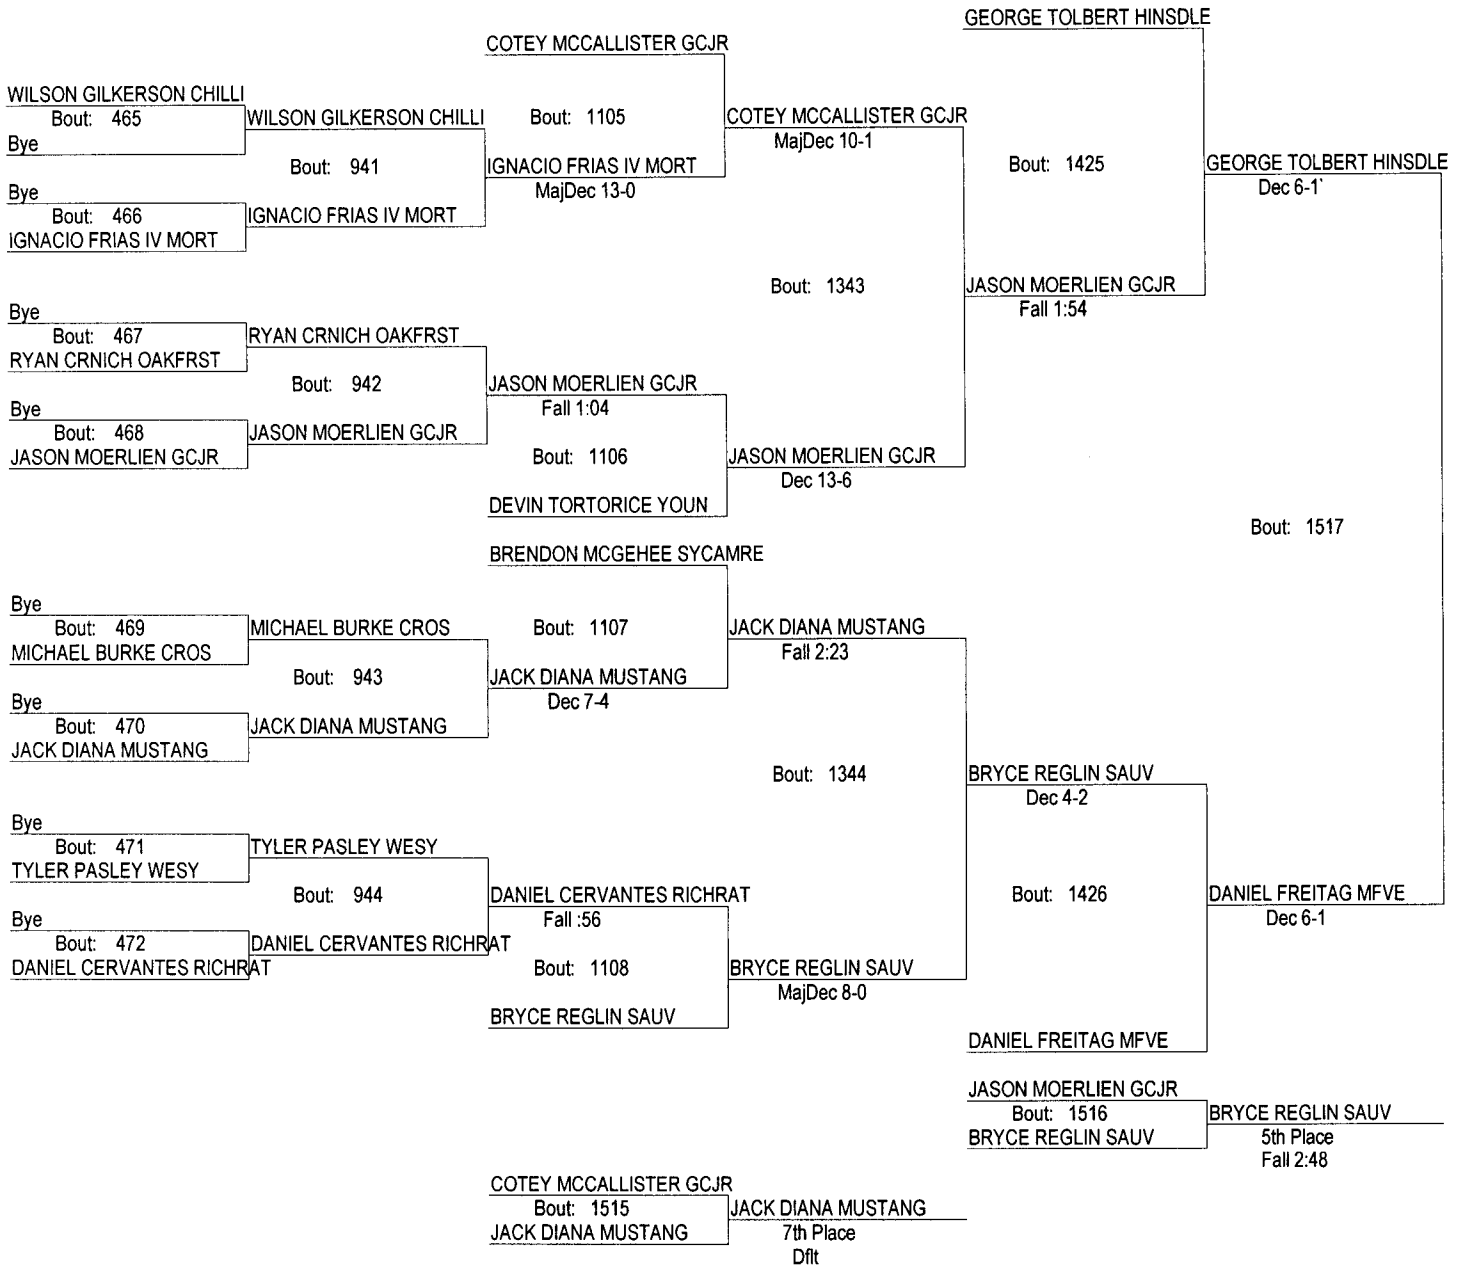 GEORGE TOLBERT HINSDLE
COTEY MCCALLISTER GCJR
WILSON GILKERSON CHILLI
Bout: 465
Bye
WILSON GILKERSON CHILLI
Bout: 941
Bye
Bout: 466
IGNACIO FRIAS IV MORT
IGNACIO FRIAS IV MORT
Bout: 1105
IGNACIO FRIAS IV MORT
MajDec 13-0
COTEY MCCALLISTER GCJR
MajDec 10-1
Bout: 1425
GEORGE TOLBERT HINSDLE
Dec 6-1'
Bout: 1343
JASON MOERLIEN GCJR
Fall 1:54
Bye
Bout: 467
RYAN CRNICH OAKFRST
RYAN CRNICH OAKFRST
Bout: 942
Bye
Bout: 468
JASON MOERLIEN GCJR
JASON MOERLIEN GCJR
JASON MOERLIEN GCJR
Fall 1:04
Bout: 1106
DEVIN TORTORICE YOUN
JASON MOERLIEN GCJR
Dec 13-6
Bout: 1517
BRENDON MCGEHEE SYCAMRE
Bye
Bout: 469
MICHAEL BURKE CROS
MICHAEL BURKE CROS
Bout: 943
Bye
Bout: 470
JACK DIANA MUSTANG
JACK DIANA MUSTANG
Bout: 1107
JACK DIANA MUSTANG
Dec 7-4
JACK DIANA MUSTANG
Fall 2:23
Bout: 1344
BRYCE REGLIN SAUV
Dec 4-2
Bye
Bout: 471
TYLER PASLEY WESY
TYLER PASLEY WESY
Bout: 944
Bye
Bout: 472
DANIEL CERVANTES RICHRAT
DANIEL CERVANTES RICHRAT
DANIEL CERVANTES RICHRAT
Fall :56
Bout: 1108
BRYCE REGLIN SAUV
BRYCE REGLIN SAUV
MajDec 8-0
Bout: 1426
DANIEL FREITAG MFVE
Dec 6-1
DANIEL FREITAG MFVE
JASON MOERLIEN GCJR
Bout: 1516
BRYCE REGLIN SAUV
BRYCE REGLIN SAUV
5th Place
Fall 2:48
COTEY MCCALLISTER GCJR
Bout: 1515
JACK DIANA MUSTANG
JACK DIANA MUSTANG
7th Place
Dflt